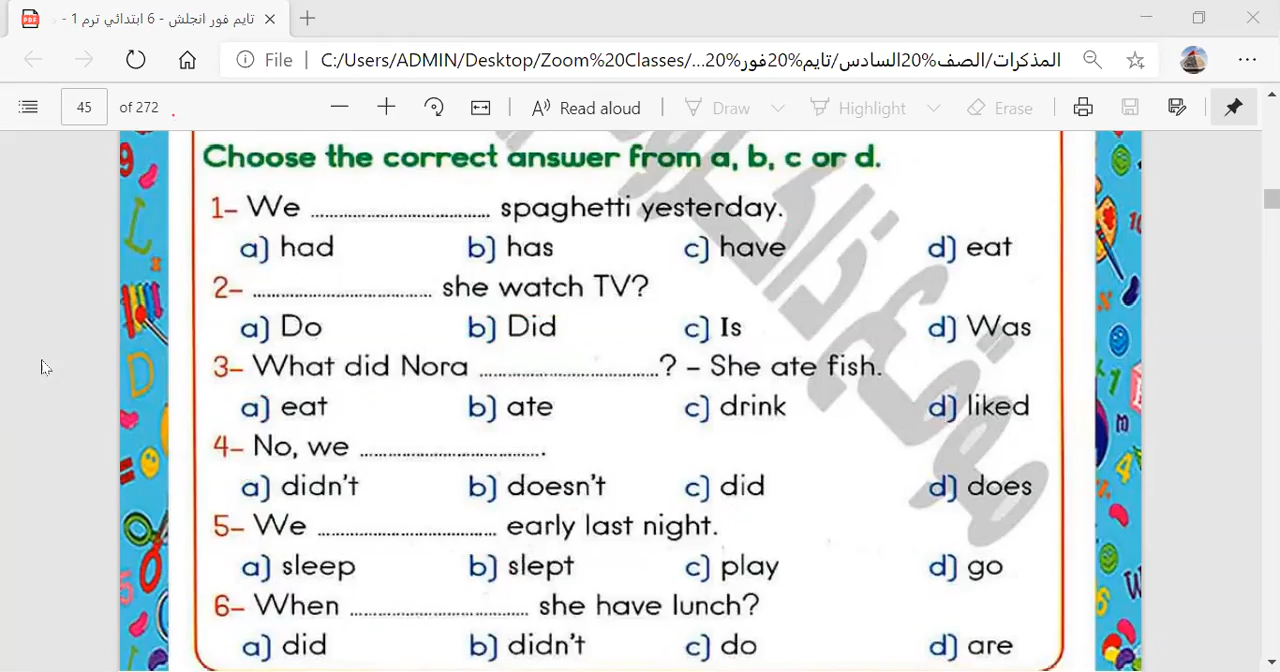 تايم فور انجلش - 6 ابتدائي ترم 1 -
File C:/Users/ADMIN/Desktop/Zoom%20Classes/المذكرات/الصف%20السادس/تايم%20فور%20...
45 of 272 Read aloud Draw Highlight Erase
Choose the correct answer from a, b, c or d.
1- We .......................................... spaghetti yesterday.
a) had b) has c) have d) eat
2- .......................................... she watch TV?
a) Do b) Did c) Is d) Was
3- What did Nora ..........................................? - She ate fish.
a) eat b) ate c) drink d) liked
4- No, we ...........................................
a) didn't b) doesn't c) did d) does
5- We .......................................... early last night.
a) sleep b) slept c) play d) go
6- When .......................................... she have lunch?
a) did b) didn't c) do d) are